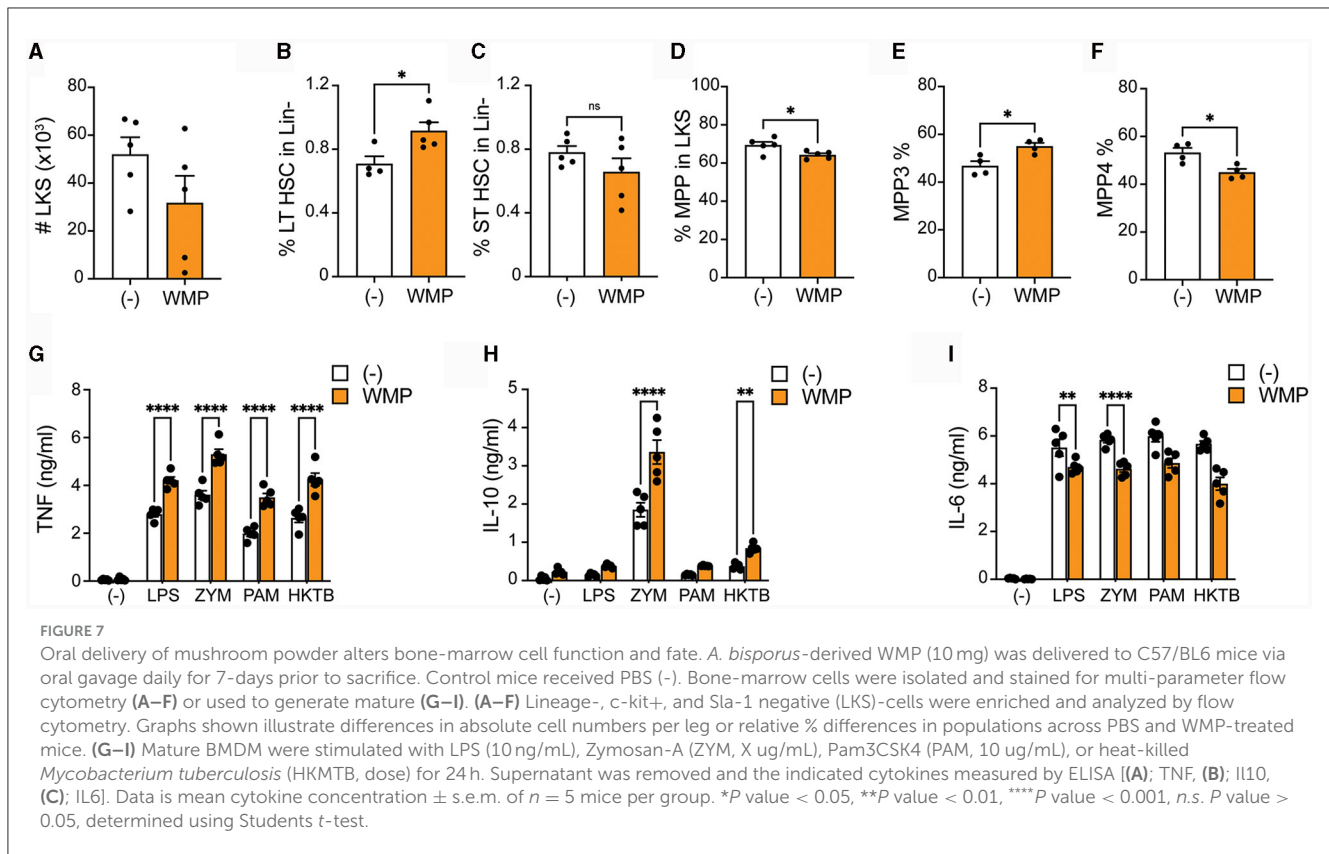 A
# LKS (x10³)
80
60
40
20
0
(-) WMP
B
% LT HSC in Lin-
1.2
0.8
0.4
0
*
(-) WMP
C
% ST HSC in Lin-
1.2
0.8
0.4
0
ns
(-) WMP
D
% MPP in LKS
100
80
60
40
20
0
*
(-) WMP
E
MPP3 %
80
60
40
20
0
*
(-) WMP
F
MPP4 %
80
60
40
20
0
*
(-) WMP
G
(-)
WMP
TNF (ng/ml)
8
6
4
2
0
**** **** **** ****
(-) LPS ZYM PAM HKTB
H
(-)
WMP
IL-10 (ng/ml)
5
4
3
2
1
0
**** **
(-) LPS ZYM PAM HKTB
I
(-)
WMP
IL-6 (ng/ml)
8
6
4
2
0
** ****
(-) LPS ZYM PAM HKTB
FIGURE 7
Oral delivery of mushroom powder alters bone-marrow cell function and fate. A. bisporus-derived WMP (10 mg) was delivered to C57/BL6 mice via
oral gavage daily for 7-days prior to sacrifice. Control mice received PBS (-). Bone-marrow cells were isolated and stained for multi-parameter flow
cytometry (A–F) or used to generate mature (G–I). (A–F) Lineage-, c-kit+, and Sla-1 negative (LKS)-cells were enriched and analyzed by flow
cytometry. Graphs shown illustrate differences in absolute cell numbers per leg or relative % differences in populations across PBS and WMP-treated
mice. (G–I) Mature BMDM were stimulated with LPS (10 ng/mL), Zymosan-A (ZYM, X ug/mL), Pam3CSK4 (PAM, 10 ug/mL), or heat-killed
Mycobacterium tuberculosis (HKMTB, dose) for 24 h. Supernatant was removed and the indicated cytokines measured by ELISA [(A); TNF, (B); Il10,
(C); IL6]. Data is mean cytokine concentration ± s.e.m. of n = 5 mice per group. *P value < 0.05, **P value < 0.01, ****P value < 0.001, n.s. P value >
0.05, determined using Students t-test.